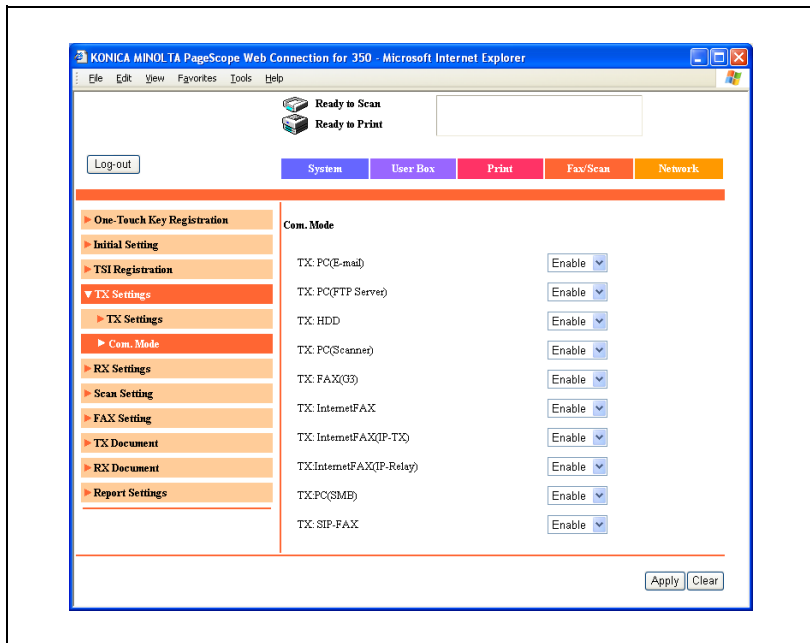 KONICA MINOLTA PageScope Web Connection for 350 - Microsoft Internet Explorer
File Edit View Favorites Tools Help
Ready to Scan
Ready to Print
Log-out
System User Box Print Fax/Scan Network
One-Touch Key Registration
Initial Setting
TSI Registration
TX Settings
TX Settings
Com. Mode
RX Settings
Scan Setting
FAX Setting
TX Document
RX Document
Report Settings
Com. Mode
TX: PC(E-mail) Enable
TX: PC(FTP Server) Enable
TX: HDD Enable
TX: PC(Scanner) Enable
TX: FAX(G3) Enable
TX: InternetFAX Enable
TX: InternetFAX(IP-TX) Enable
TX:InternetFAX(IP-Relay) Enable
TX:PC(SMB) Enable
TX: SIP-FAX Enable
Apply Clear